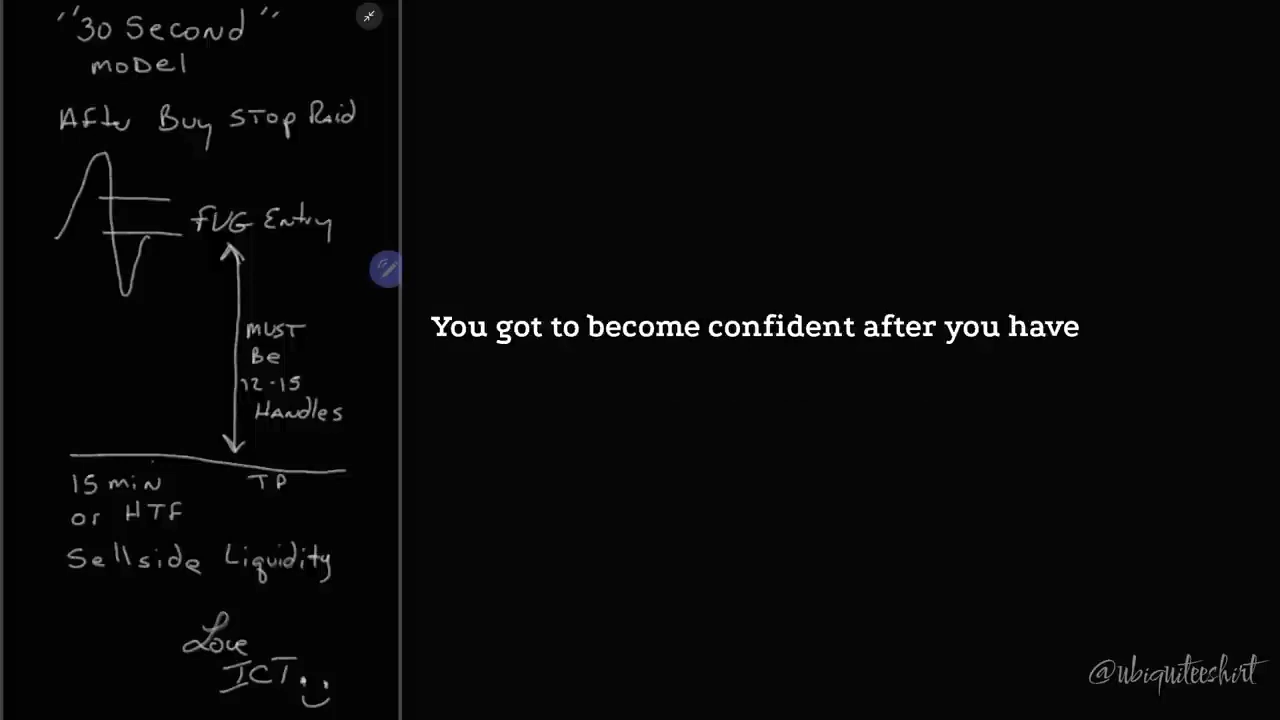 "30 Second"
model
After Buy STop Raid
FVG Entry
MUST
Be
12-15
HANdles
15 min
TP
or HTF
Sellside Liquidity
Love
ICT
You got to become confident after you have
@ubiquiteeshirt